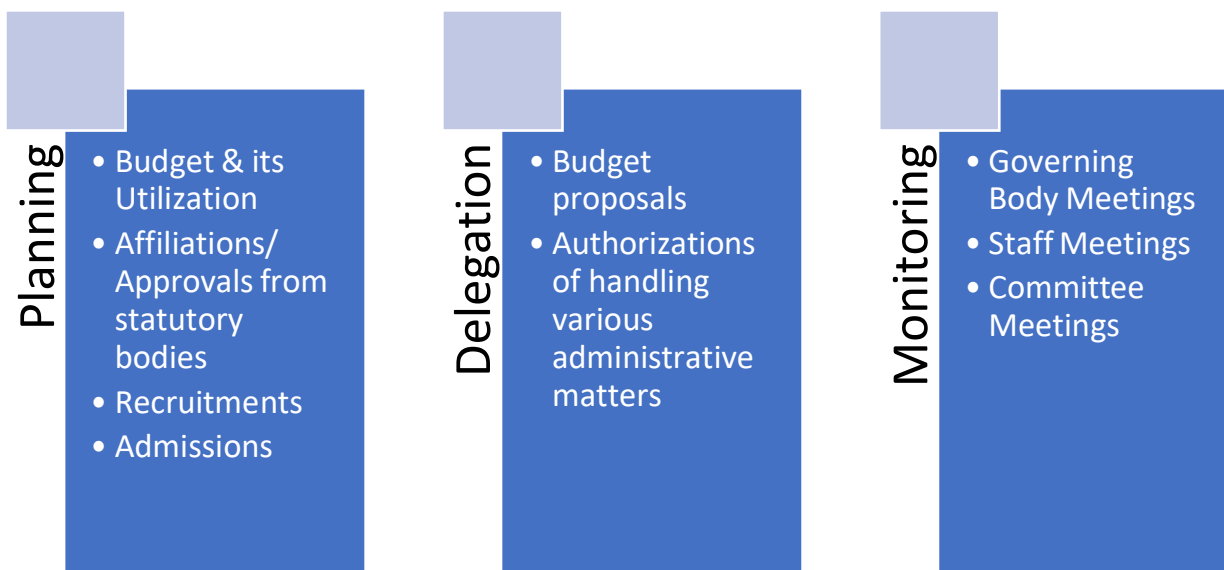 Planning
• Budget & its
Utilization
• Affiliations/
Approvals from
statutory
bodies
• Recruitments
• Admissions
Delegation
• Budget
proposals
• Authorizations
of handling
various
administrative
matters
Monitoring
• Governing
Body Meetings
• Staff Meetings
• Committee
Meetings